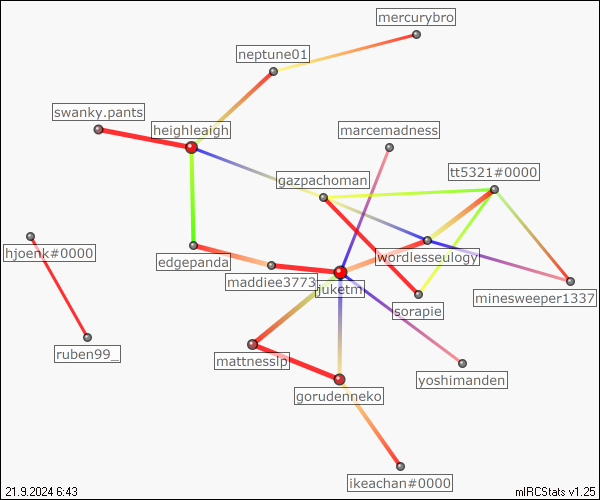 mercurybro
neptune01
swanky.pants
heighleaigh
marcemadness
tt5321#0000
gazpachoman
hjoenk#0000
edgepanda
wordlesseulogy
maddiee3773
juketm
minesweeper1337
sorapie
ruben99_
mattnessip
yoshimanden
gorudenneko
ikeachan#0000
21.9.2024 6:43
mIRCStats v1.25